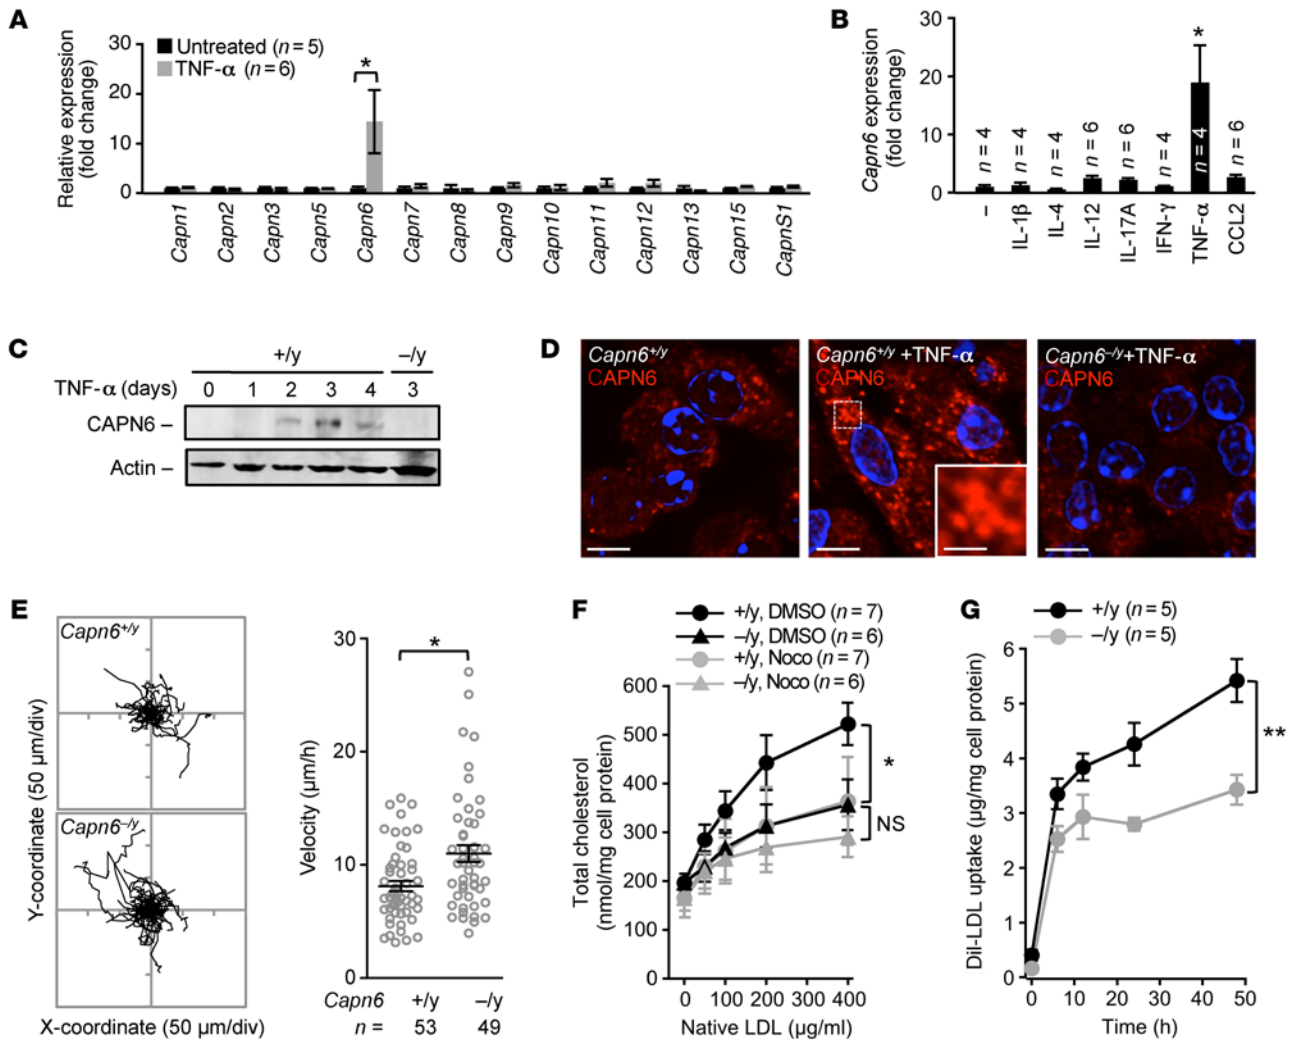 A
Relative expression
(fold change)
30
20
10
0
Untreated (n = 5)
TNF-α (n = 6)
*
Capn1
Capn2
Capn3
Capn5
Capn6
Capn7
Capn8
Capn9
Capn10
Capn11
Capn12
Capn13
Capn15
CapnS1
B
Capn6 expression
(fold change)
30
20
10
0
*
n = 4
n = 4
n = 4
n = 6
n = 6
n = 4
n = 4
n = 6
–
IL-1β
IL-4
IL-12
IL-17A
IFN-γ
TNF-α
CCL2
C
+/y –/y
TNF-α (days) 0 1 2 3 4 3
CAPN6 –
Actin –
D
Capn6+/y
CAPN6
Capn6+/y +TNF-α
CAPN6
Capn6–/y+TNF-α
CAPN6
E
Capn6+/y
Capn6–/y
Y-coordinate (50 µm/div)
X-coordinate (50 µm/div)
Velocity (µm/h)
30
20
10
0
*
Capn6 +/y –/y
n = 53 49
F
+/y, DMSO (n = 7)
–/y, DMSO (n = 6)
+/y, Noco (n = 7)
–/y, Noco (n = 6)
Total cholesterol
(nmol/mg cell protein)
600
500
400
300
200
100
0
*
NS
0 100 200 300 400
Native LDL (µg/ml)
G
+/y (n = 5)
–/y (n = 5)
DiI-LDL uptake (µg/mg cell protein)
6
5
4
3
2
1
0
**
0 10 20 30 40 50
Time (h)